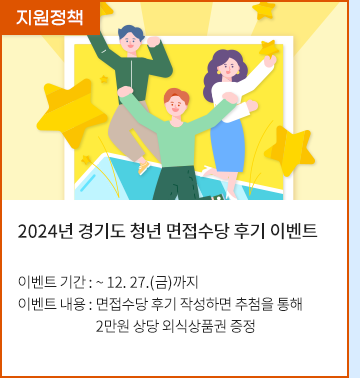 지원정책
2024년 경기도 청년 면접수당 후기 이벤트
이벤트 기간 : ~ 12. 27.(금)까지
이벤트 내용 : 면접수당 후기 작성하면 추첨을 통해
2만원 상당 외식상품권 증정